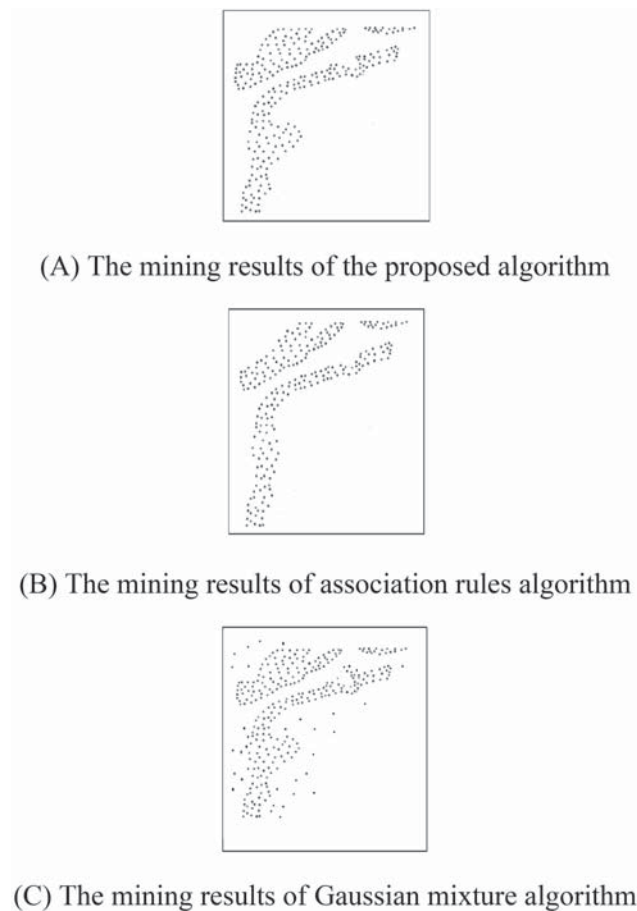 (A) The mining results of the proposed algorithm
(B) The mining results of association rules algorithm
(C) The mining results of Gaussian mixture algorithm